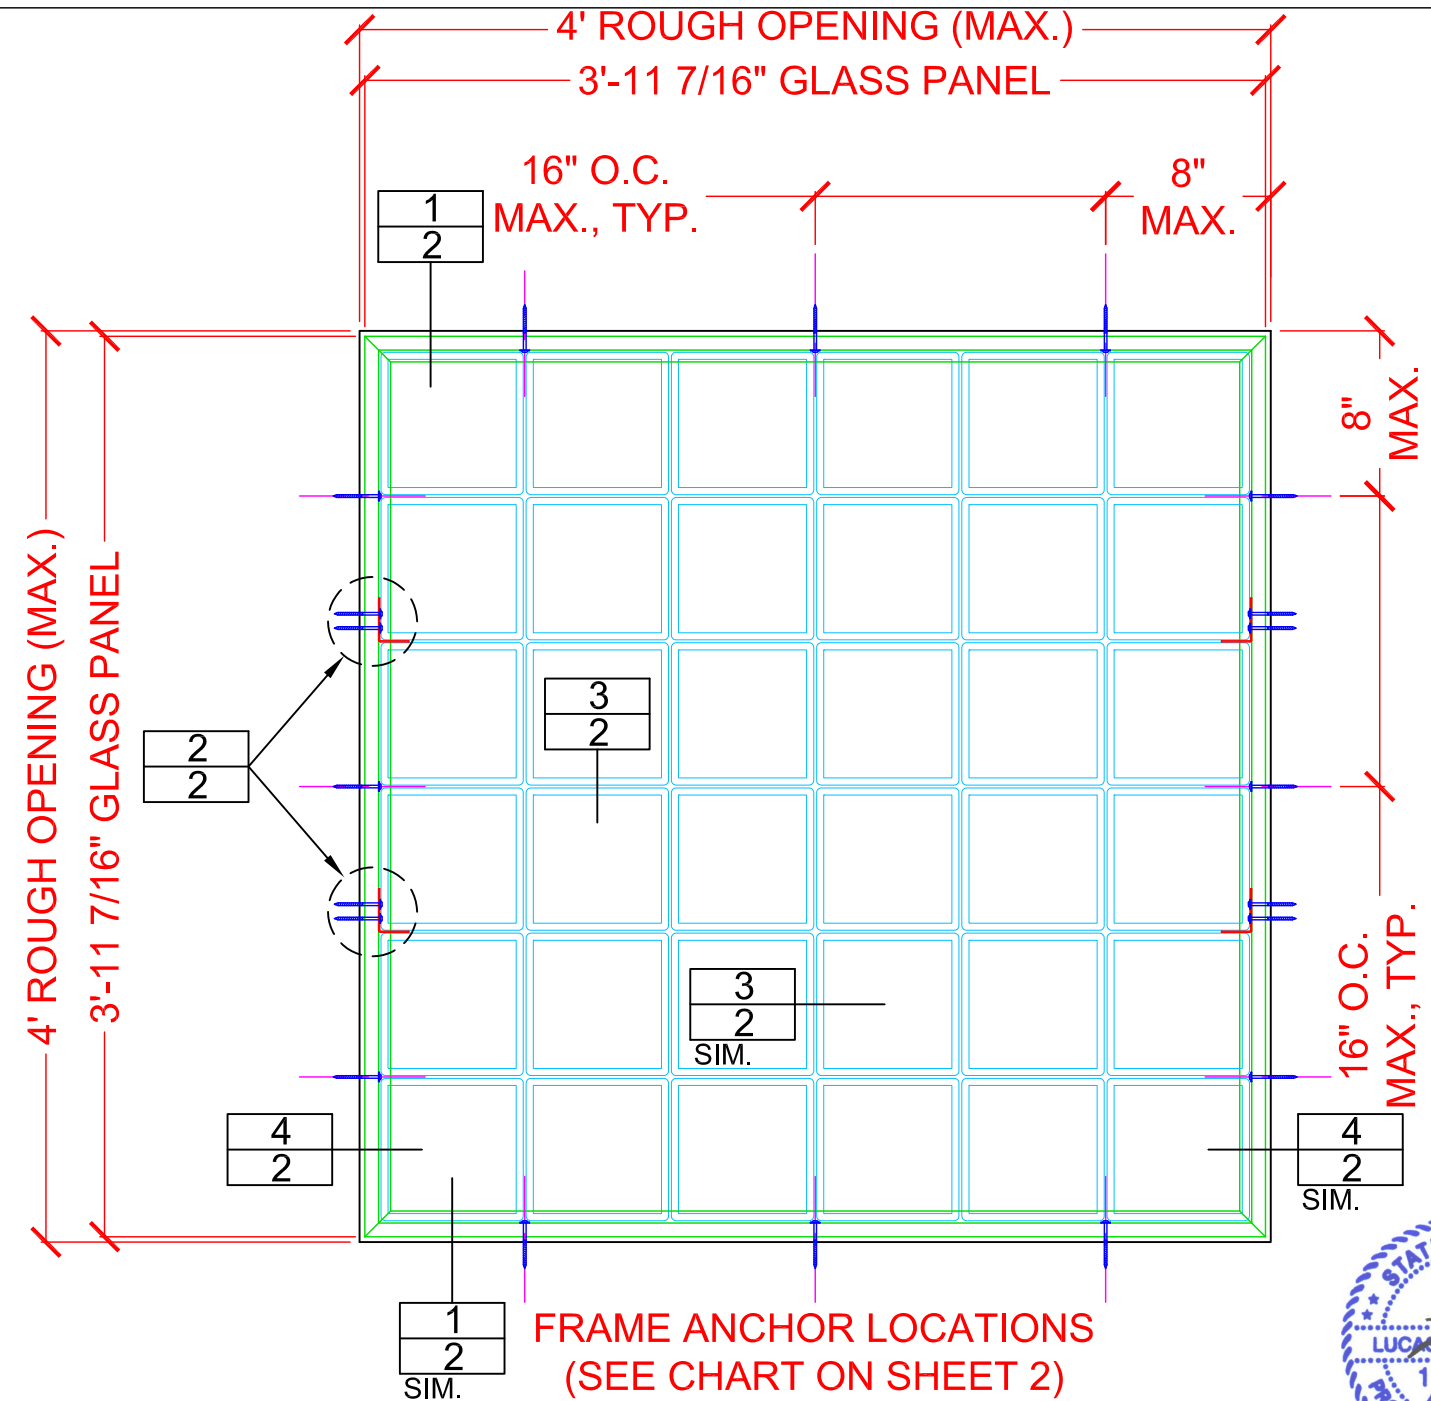 4' ROUGH OPENING (MAX.)
3'-11 7/16" GLASS PANEL
16" O.C.
MAX., TYP.
8"
MAX.
1
2
8"
MAX.
4' ROUGH OPENING (MAX.)
3'-11 7/16" GLASS PANEL
3
2
2
2
3
2
SIM.
16" O.C.
MAX., TYP.
4
2
4
2
SIM.
1
2
SIM.
FRAME ANCHOR LOCATIONS
(SEE CHART ON SHEET 2)